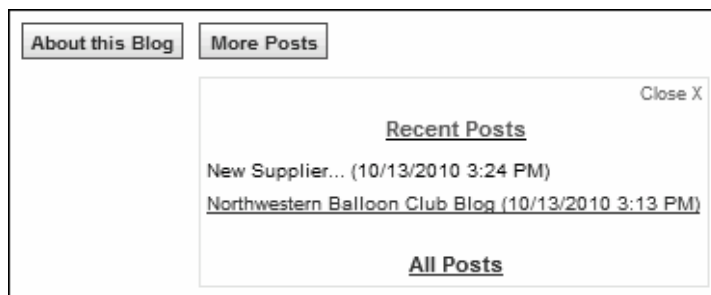 About this Blog More Posts
Close X
Recent Posts
New Supplier... (10/13/2010 3:24 PM)
Northwestern Balloon Club Blog (10/13/2010 3:13 PM)
All Posts